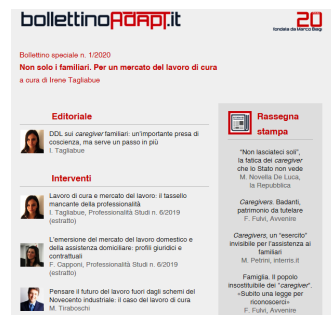 bollettinoADAPT.it
20
fondata da Marco Biagi
Bollettino speciale n. 1/2020
Non solo i familiari. Per un mercato del lavoro di cura
a cura di Irene Tagliabue
Editoriale
DDL sui caregiver familiari: un'importante presa di
coscienza, ma serve un passo in più
I. Tagliabue
Interventi
Lavoro di cura e mercato del lavoro: il tassello
mancante della professionalità
I. Tagliabue, Professionalità Studi n. 6/2019
(estratto)
L'emersione del mercato del lavoro domestico e
della assistenza domiciliare: profili giuridici e
contrattuali
F. Capponi, Professionalità Studi n. 6/2019
(estratto)
Pensare il futuro del lavoro fuori dagli schemi del
Novecento industriale: il caso del lavoro di cura
M. Tiraboschi
Rassegna
stampa
"Non lasciateci soli",
la fatica dei caregiver
che lo Stato non vede
M. Novella De Luca,
la Repubblica
Caregivers. Badanti,
patrimonio da tutelare
F. Fulvi, Avvenire
Caregivers, un "esercito"
invisibile per l'assistenza ai
familiari
M. Petrini, interris.it
Famiglia. Il popolo
insostituibile dei "caregiver".
«Subito una legge per
riconoscerci»
F. Fulvi, Avvenire